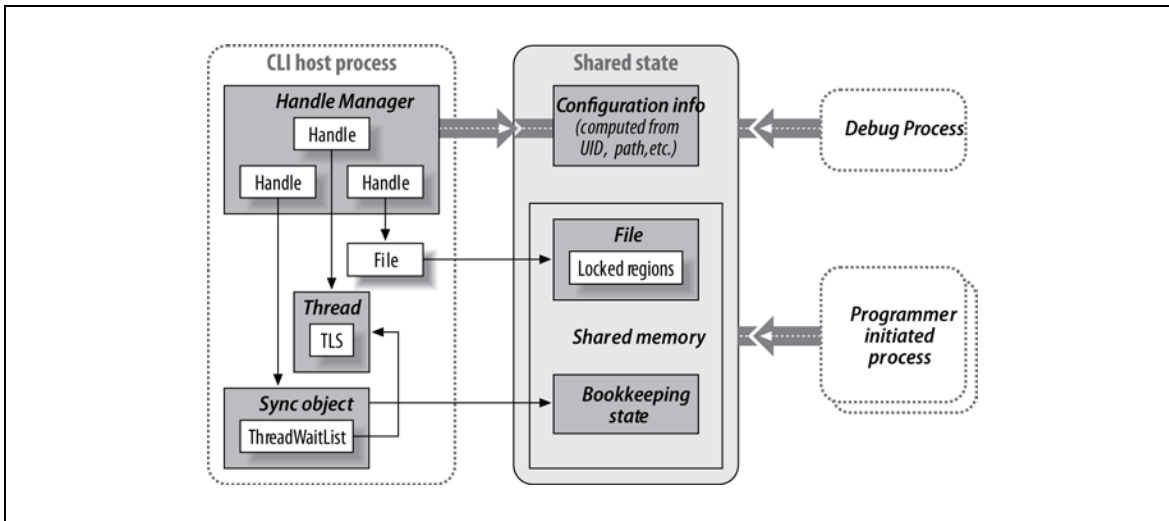 CLI host process
Handle Manager
Handle
Handle
Handle
File
Thread
TLS
Sync object
ThreadWaitList
Shared state
Configuration info
(computed from
UID, path,etc.)
File
Locked regions
Shared memory
Bookkeeping
state
Debug Process
Programmer
initiated
process